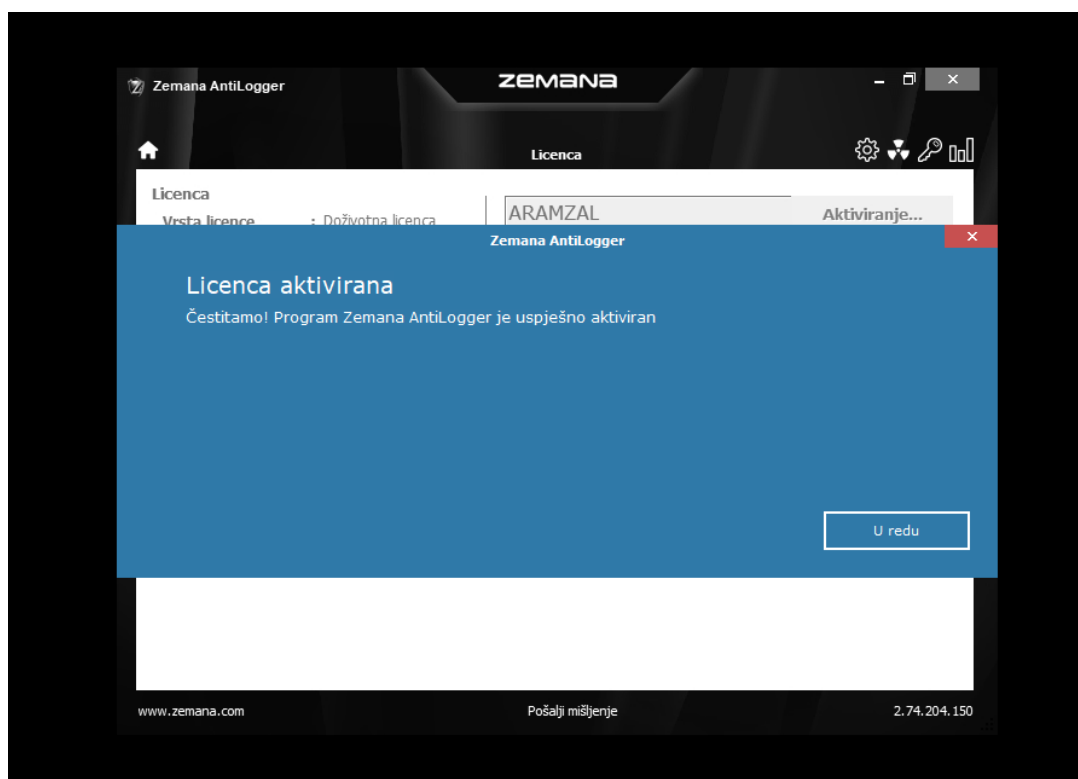 Zemana AntiLogger
zemana
Licenca
Licenca
Vrsta licence : Doživotna licenca
ARAMZAL
Aktiviranje...
Zemana AntiLogger
Licenca aktivirana
Čestitamo! Program Zemana AntiLogger je uspješno aktiviran
U redu
www.zemana.com
Pošalji mišljenje
2.74.204.150